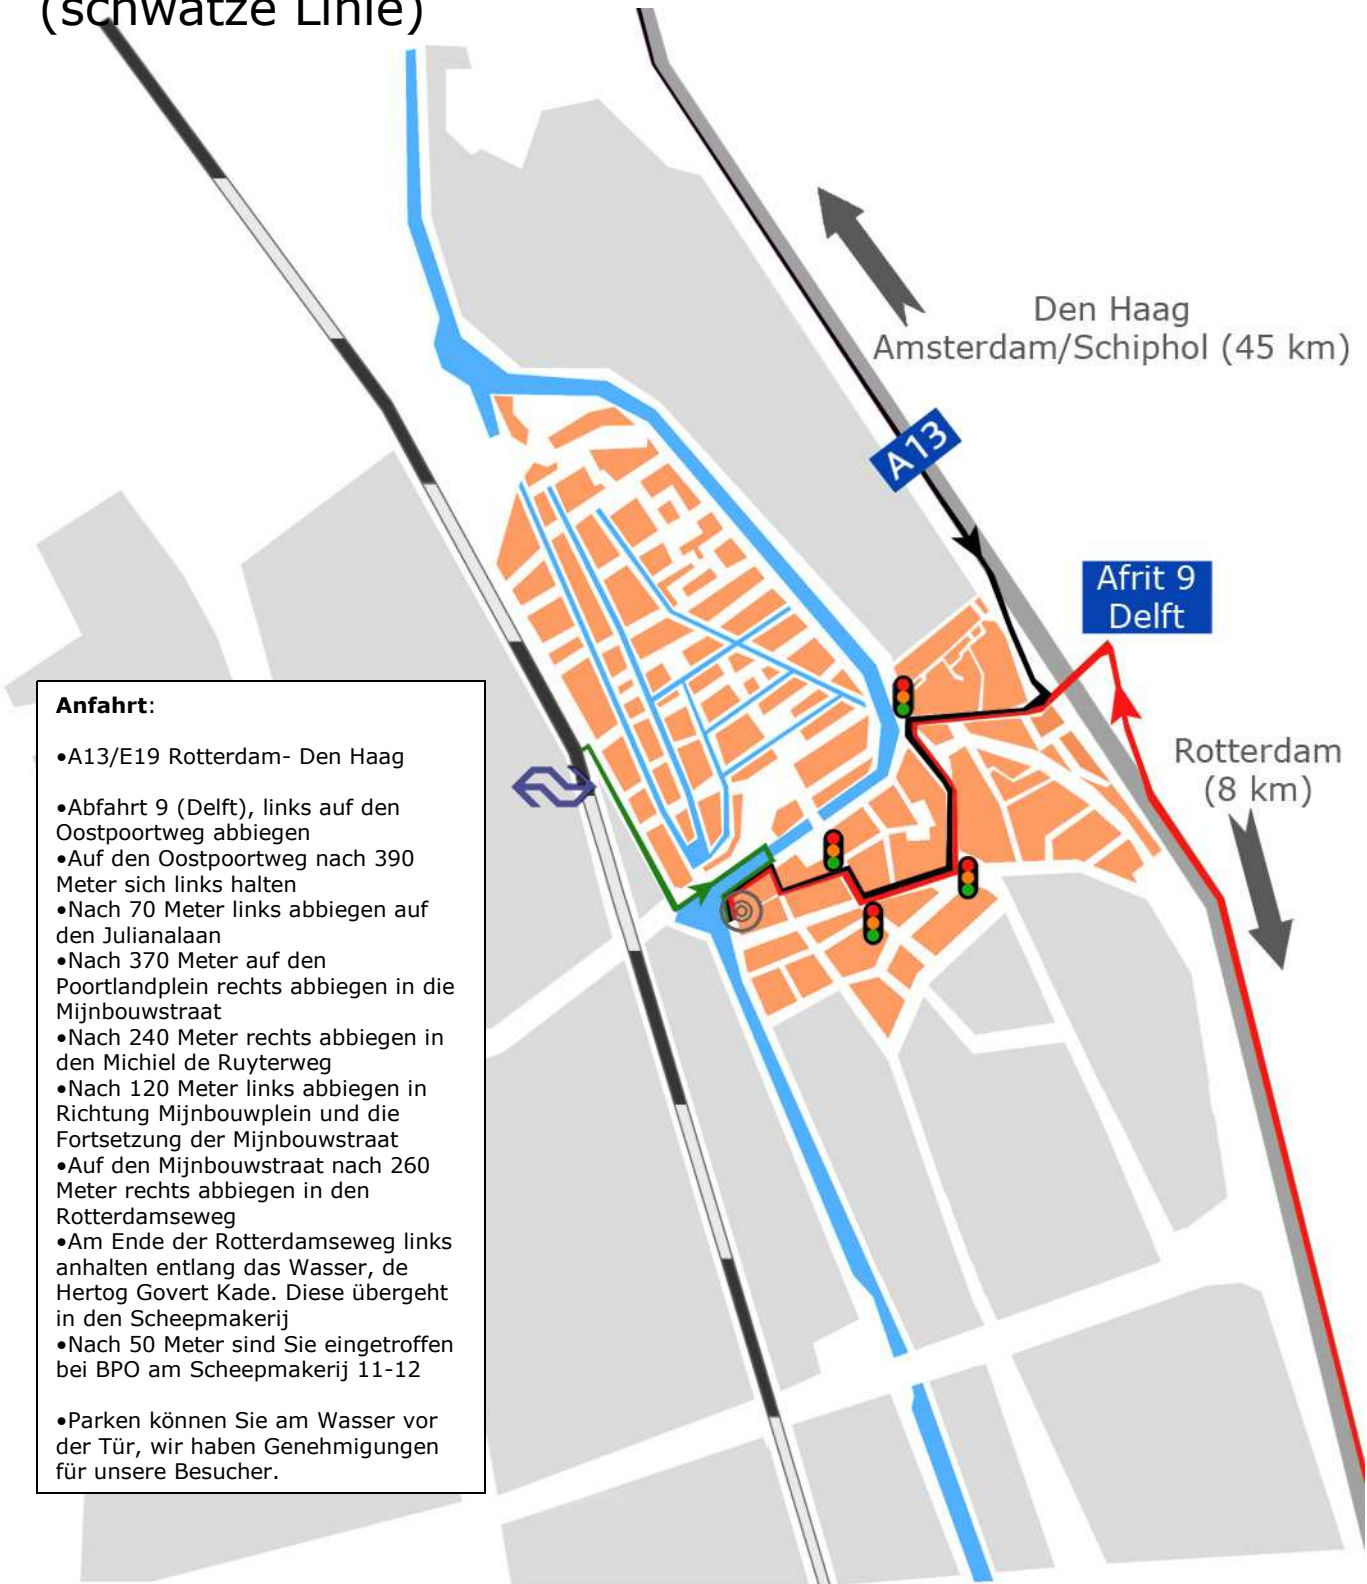 (schwatze Linie)
Den Haag
Amsterdam/Schiphol (45 km)
A13
Afrit 9
Delft
Rotterdam
(8 km)
Anfahrt:
•A13/E19 Rotterdam- Den Haag
•Abfahrt 9 (Delft), links auf den
Oostpoortweg abbiegen
•Auf den Oostpoortweg nach 390
Meter sich links halten
•Nach 70 Meter links abbiegen auf
den Julianalaan
•Nach 370 Meter auf den
Poortlandplein rechts abbiegen in die
Mijnbouwstraat
•Nach 240 Meter rechts abbiegen in
den Michiel de Ruyterweg
•Nach 120 Meter links abbiegen in
Richtung Mijnbouwplein und die
Fortsetzung der Mijnbouwstraat
•Auf den Mijnbouwstraat nach 260
Meter rechts abbiegen in den
Rotterdamseweg
•Am Ende der Rotterdamseweg links
anhalten entlang das Wasser, de
Hertog Govert Kade. Diese übergeht
in den Scheepmakerij
•Nach 50 Meter sind Sie eingetroffen
bei BPO am Scheepmakerij 11-12
•Parken können Sie am Wasser vor
der Tür, wir haben Genehmigungen
für unsere Besucher.